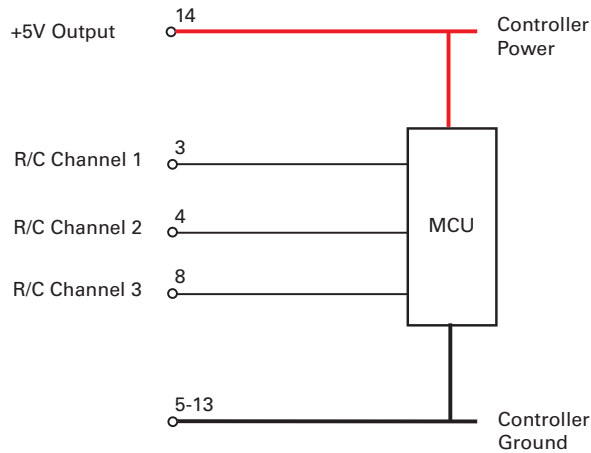 14
+5V Output
Controller
Power
3
R/C Channel 1
4
R/C Channel 2
MCU
8
R/C Channel 3
5-13
Controller
Ground